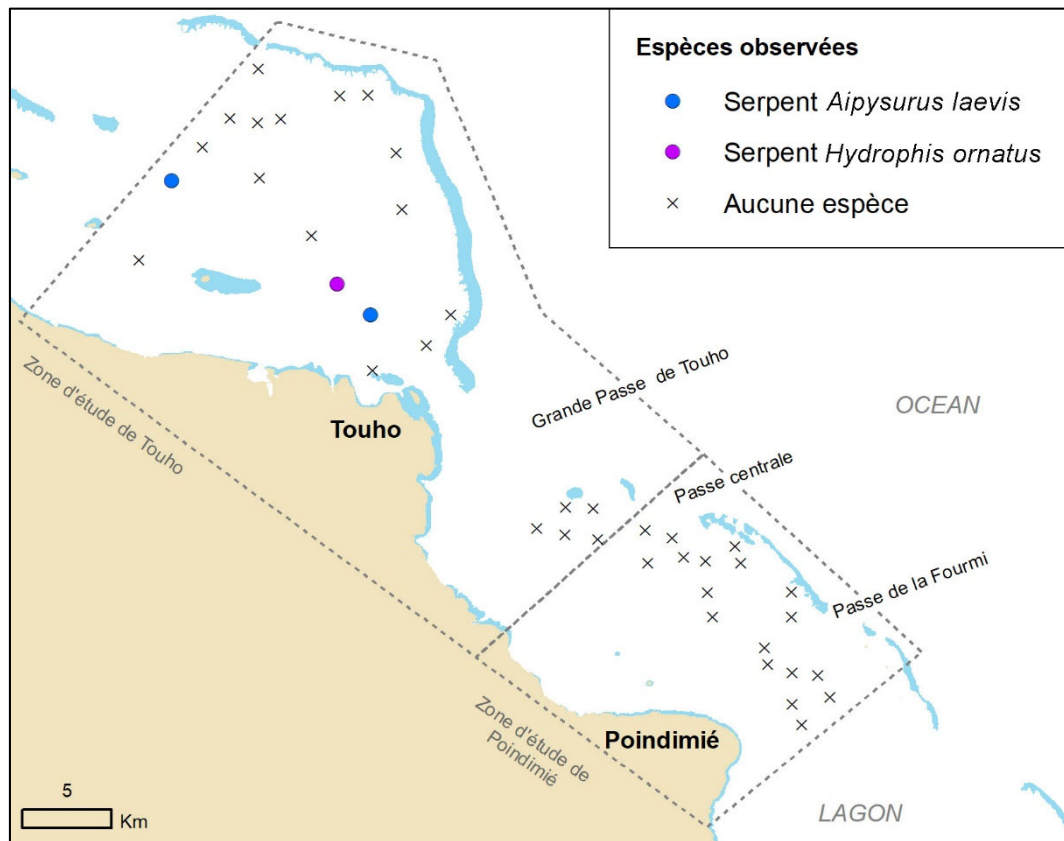 Espèces observées
Serpent Aipysurus laevis
Serpent Hydrophis ornatus
Aucune espèce
Grande Passe de Touho
OCEAN
Zone d'étude de Touho
Touho
Passe centrale
Passe de la Fourmi
Zone d'étude de
Poindimié
Poindimié
5
Km
LAGON